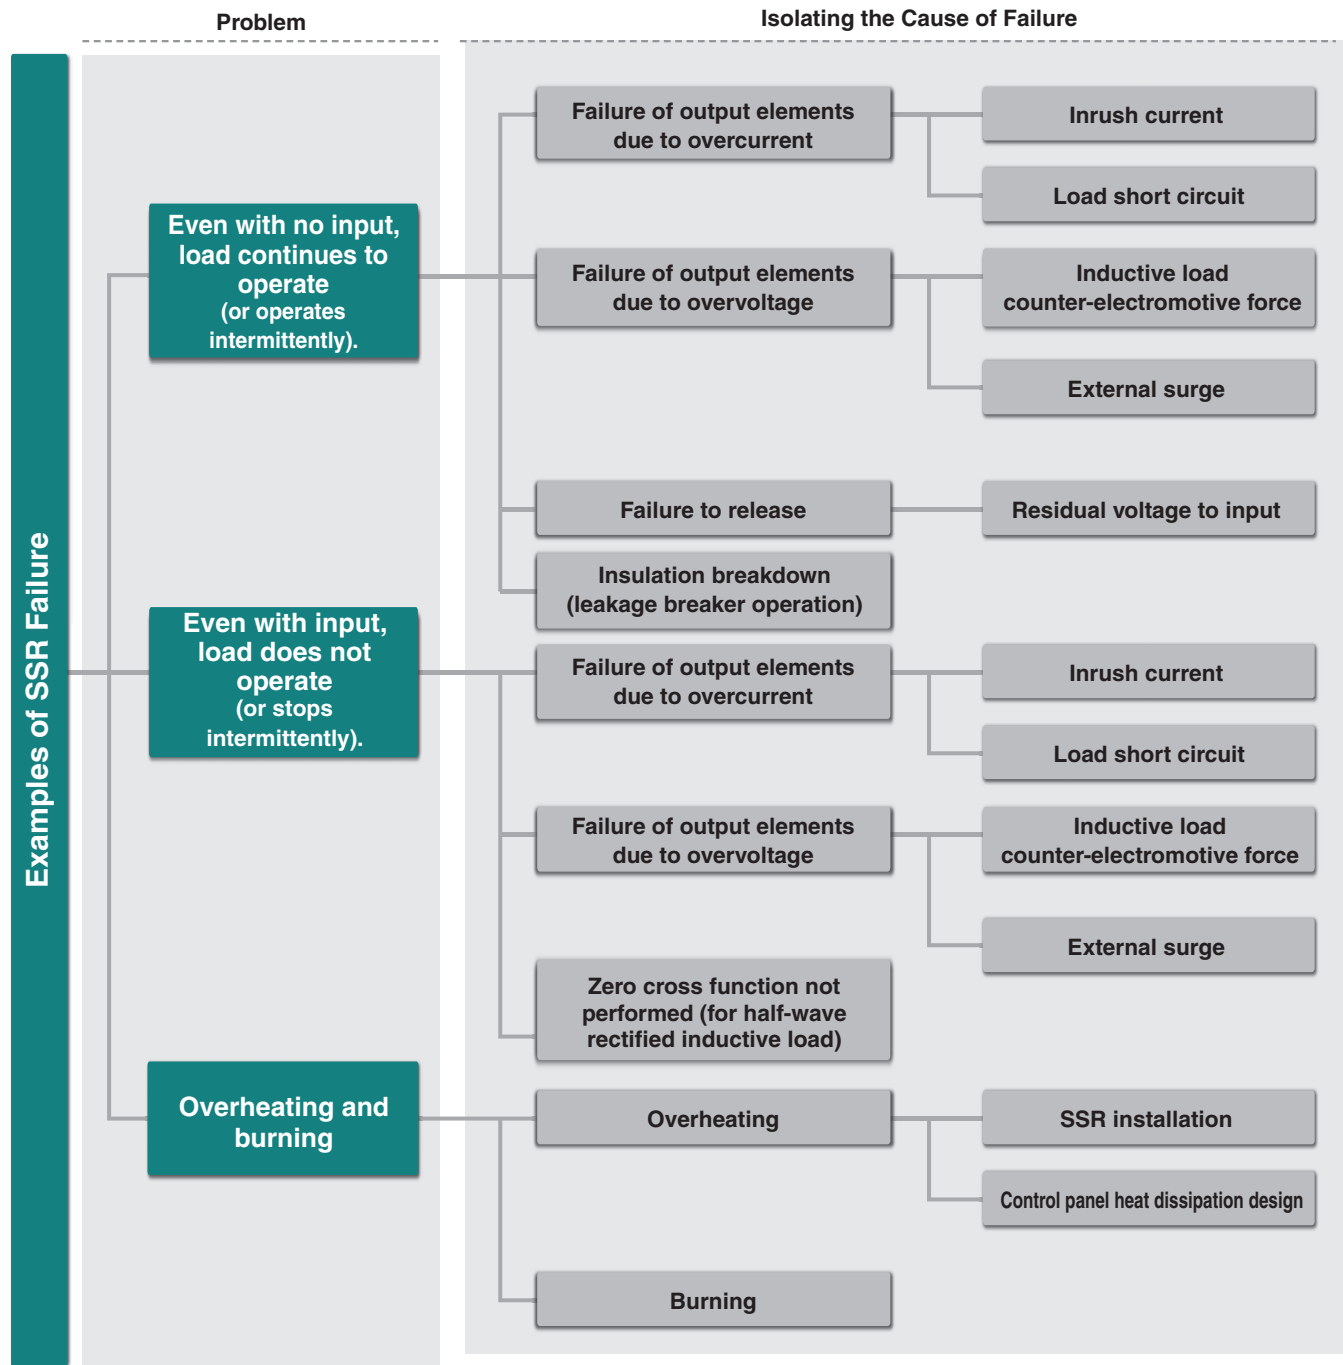 Problem
Isolating the Cause of Failure
Examples of SSR Failure
Even with no input,
load continues to
operate
(or operates
intermittently).
Failure of output elements
due to overcurrent
Inrush current
Load short circuit
Failure of output elements
due to overvoltage
Inductive load
counter-electromotive force
External surge
Failure to release
Residual voltage to input
Insulation breakdown
(leakage breaker operation)
Even with input,
load does not
operate
(or stops
intermittently).
Failure of output elements
due to overcurrent
Inrush current
Load short circuit
Failure of output elements
due to overvoltage
Inductive load
counter-electromotive force
External surge
Zero cross function not
performed (for half-wave
rectified inductive load)
Overheating and
burning
Overheating
SSR installation
Control panel heat dissipation design
Burning